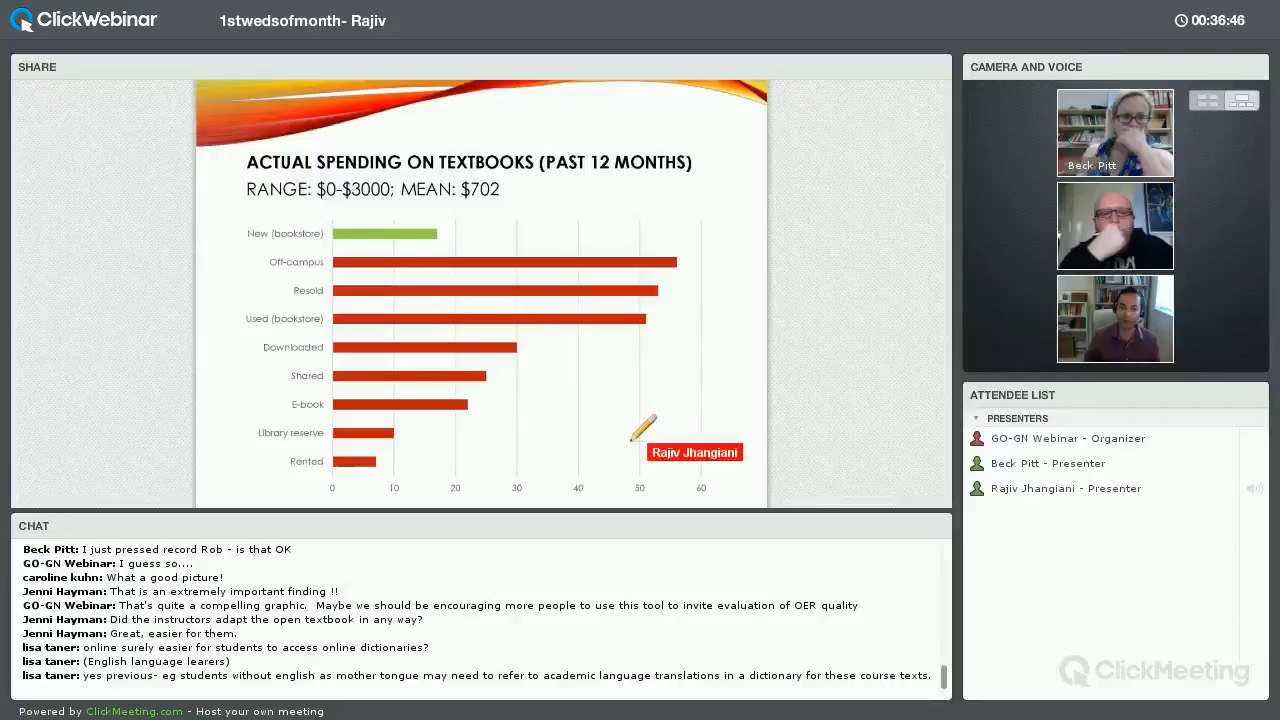 ClickWebinar
1stwedsofmonth- Rajiv
00:36:46
SHARE
ACTUAL SPENDING ON TEXTBOOKS (PAST 12 MONTHS)
RANGE: $0-$3000; MEAN: $702
New (bookstore)
Off-campus
Resold
Used (bookstore)
Downloaded
Shared
E-book
Library reserve
Rented
0 10 20 30 40 50 60
Rajiv Jhangiani
CHAT
Beck Pitt: I just pressed record Rob - is that OK
GO-GN Webinar: I guess so....
caroline kuhn: What a good picture!
Jenni Hayman: That is an extremely important finding !!
GO-GN Webinar: That's quite a compelling graphic. Maybe we should be encouraging more people to use this tool to invite evaluation of OER quality
Jenni Hayman: Did the instructors adapt the open textbook in any way?
Jenni Hayman: Great, easier for them.
lisa taner: online surely easier for students to access online dictionaries?
lisa taner: (English language learers)
lisa taner: yes previous- eg students without english as mother tongue may need to refer to academic language translations in a dictionary for these course texts.
CAMERA AND VOICE
Beck Pitt
ATTENDEE LIST
PRESENTERS
GO-GN Webinar - Organizer
Beck Pitt - Presenter
Rajiv Jhangiani - Presenter
ClickMeeting
Powered by ClickMeeting.com - Host your own meeting